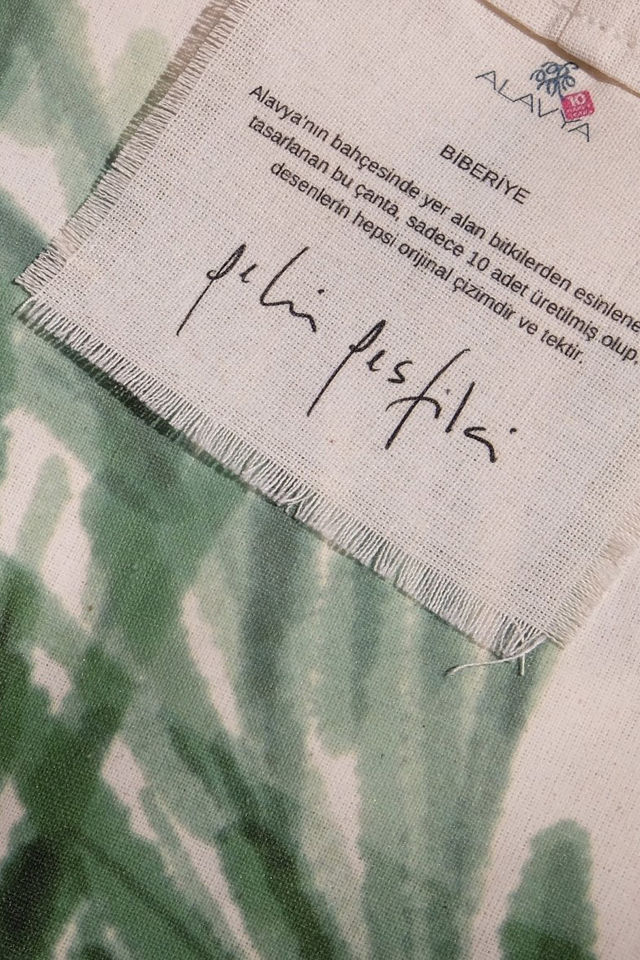 ALAVYA
10
BİBERİYE
Alavya'nın bahçesinde yer alan bitkilerden esinlene
tasarlanan bu çanta, sadece 10 adet üretilmiş olup,
desenlerin hepsi orijinal çizimdir ve tektir.